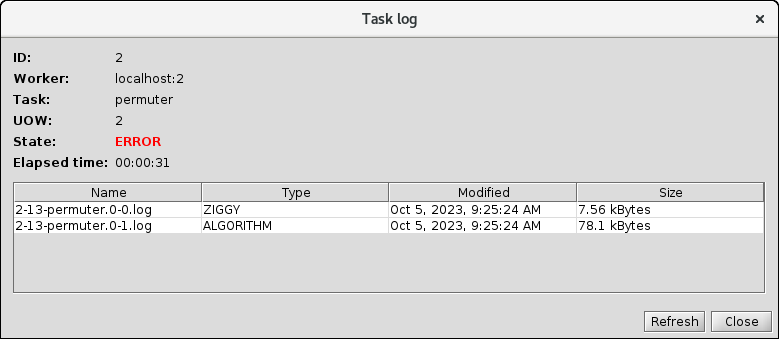 Task log
ID: 2
Worker: localhost:2
Task: permuter
UOW: 2
State: ERROR
Elapsed time: 00:00:31
Name Type Modified Size
2-13-permuter.0-0.log ZIGGY Oct 5, 2023, 9:25:24 AM 7.56 kBytes
2-13-permuter.0-1.log ALGORITHM Oct 5, 2023, 9:25:24 AM 78.1 kBytes
Refresh Close